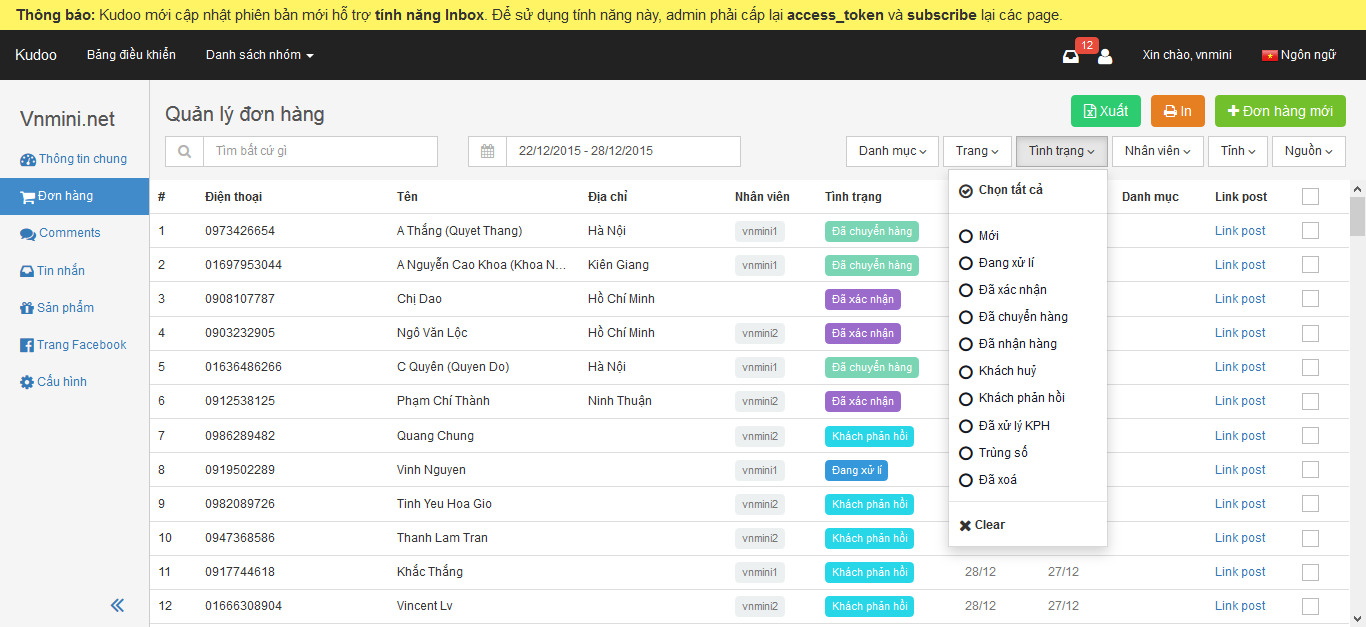 Thông báo: Kudoo mới cập nhật phiên bản mới hỗ trợ tính năng Inbox. Để sử dụng tính năng này, admin phải cấp lại access_token và subscribe lại các page.
Kudoo Bảng điều khiển Danh sách nhóm 12 Xin chào, vnmini Ngôn ngữ
Vnmini.net
Thông tin chung
Đơn hàng
Comments
Tin nhắn
Sản phẩm
Trang Facebook
Cấu hình
Quản lý đơn hàng Xuất In Đơn hàng mới
Tìm bất cứ gì 22/12/2015 - 28/12/2015 Danh mục Trang Tình trạng Nhân viên Tỉnh Nguồn
# Điện thoại Tên Địa chỉ Nhân viên Tình trạng Danh mục Link post
1 0973426654 A Thắng (Quyet Thang) Hà Nội vnmini1 Đã chuyển hàng Link post
2 01697953044 A Nguyễn Cao Khoa (Khoa N... Kiên Giang vnmini1 Đã chuyển hàng Link post
3 0908107787 Chị Dao Hồ Chí Minh Đã xác nhận Link post
4 0903232905 Ngô Văn Lộc Hồ Chí Minh vnmini2 Đã xác nhận Link post
5 01636486266 C Quyên (Quyen Do) Hà Nội vnmini1 Đã chuyển hàng Link post
6 0912538125 Phạm Chí Thành Ninh Thuận vnmini2 Đã xác nhận Link post
7 0986289482 Quang Chung vnmini2 Khách phản hồi Link post
8 0919502289 Vinh Nguyen vnmini1 Đang xử lí Link post
9 0982089726 Tinh Yeu Hoa Gio vnmini2 Khách phản hồi Link post
10 0947368586 Thanh Lam Tran vnmini2 Khách phản hồi Link post
11 0917744618 Khắc Thắng vnmini1 Khách phản hồi 28/12 27/12 Link post
12 01666308904 Vincent Lv vnmini2 Khách phản hồi 28/12 27/12 Link post
Chọn tất cả
Mới
Đang xử lí
Đã xác nhận
Đã chuyển hàng
Đã nhận hàng
Khách huỷ
Khách phản hồi
Đã xử lý KPH
Trùng số
Đã xoá
Clear